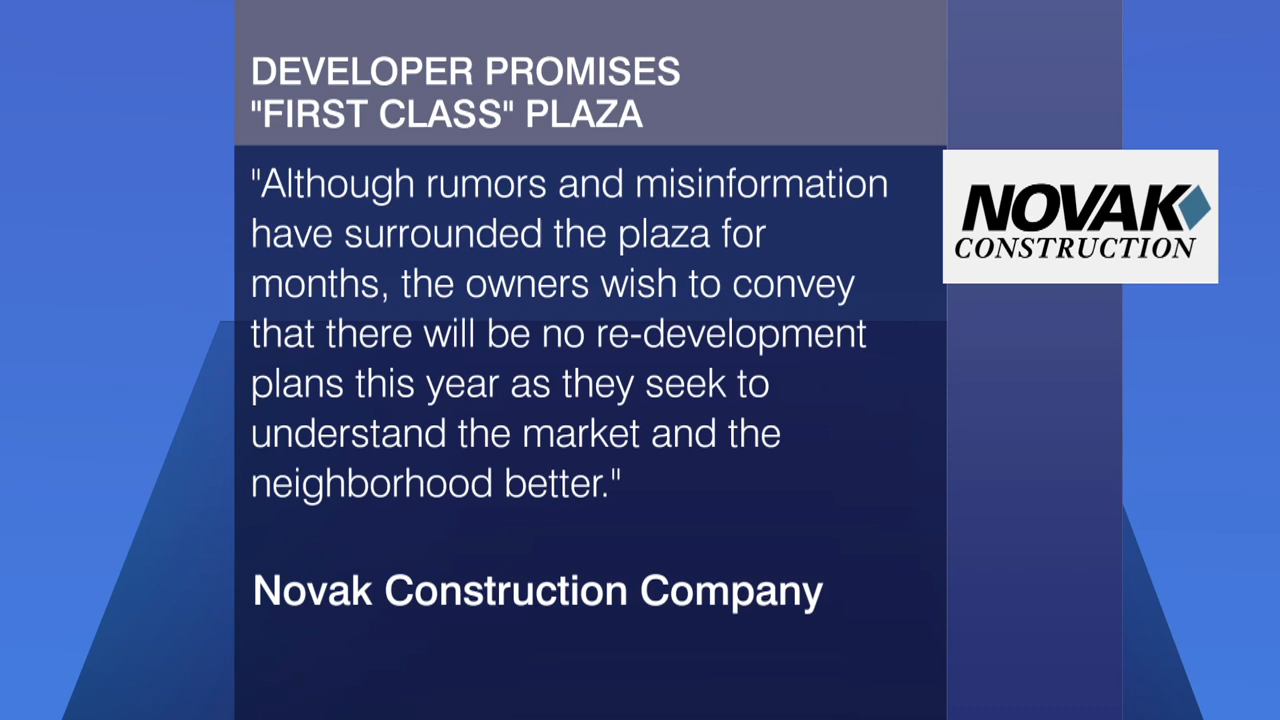 DEVELOPER PROMISES
"FIRST CLASS" PLAZA
"Although rumors and misinformation
have surrounded the plaza for
months, the owners wish to convey
that there will be no re-development
plans this year as they seek to
understand the market and the
neighborhood better."
Novak Construction Company
NOVAK
CONSTRUCTION